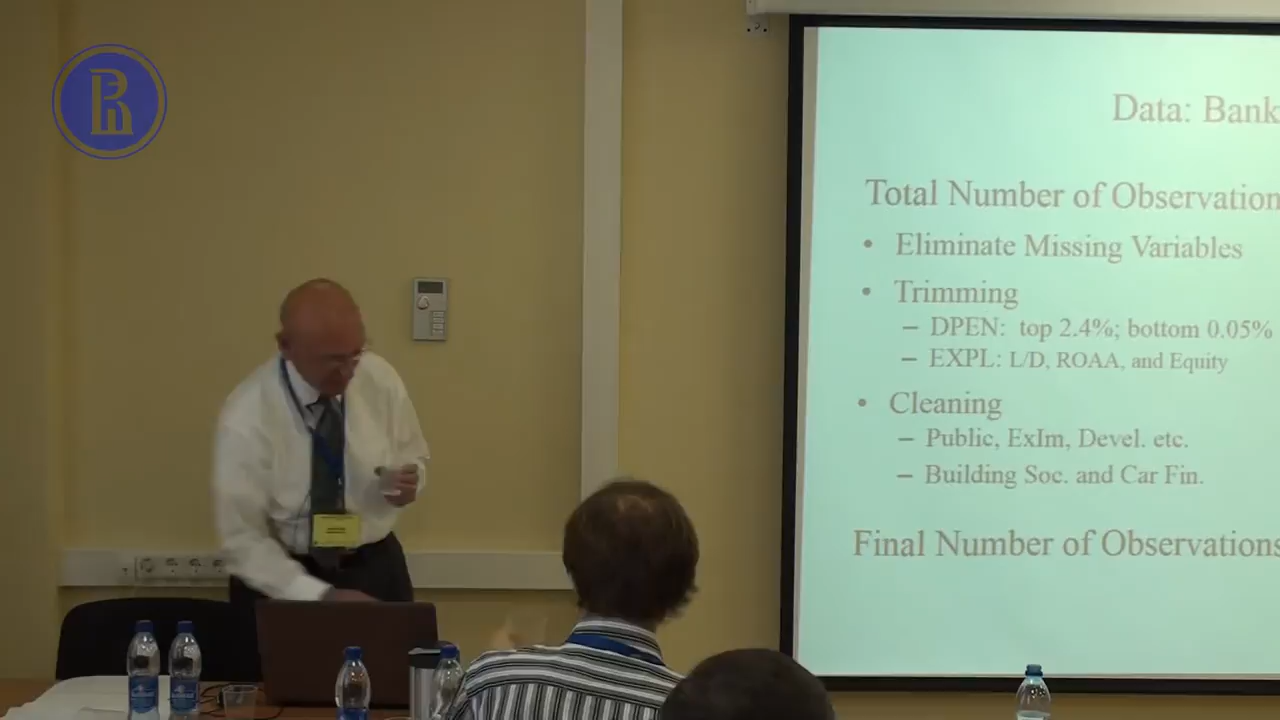 Data: Bank
Total Number of Observation
• Eliminate Missing Variables
• Trimming
– DPEN: top 2.4%; bottom 0.05%
– EXPL: L/D, ROAA, and Equity
• Cleaning
– Public, ExIm, Devel. etc.
– Building Soc. and Car Fin.
Final Number of Observations